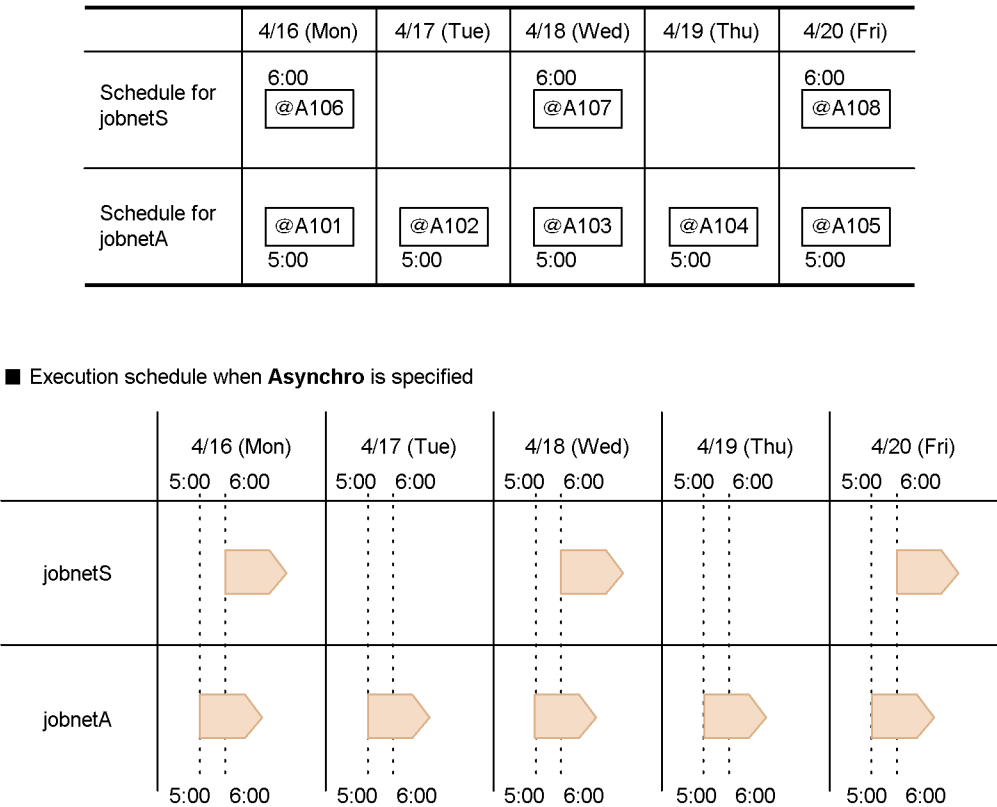 4/16 (Mon) 4/17 (Tue) 4/18 (Wed) 4/19 (Thu) 4/20 (Fri)
Schedule for
jobnetS
6:00 6:00 6:00
@A106 @A107 @A108
Schedule for
jobnetA
@A101 @A102 @A103 @A104 @A105
5:00 5:00 5:00 5:00 5:00
■ Execution schedule when Asynchro is specified
4/16 (Mon) 4/17 (Tue) 4/18 (Wed) 4/19 (Thu) 4/20 (Fri)
5:00 6:00 5:00 6:00 5:00 6:00 5:00 6:00 5:00 6:00
jobnetS
jobnetA
5:00 6:00 5:00 6:00 5:00 6:00 5:00 6:00 5:00 6:00